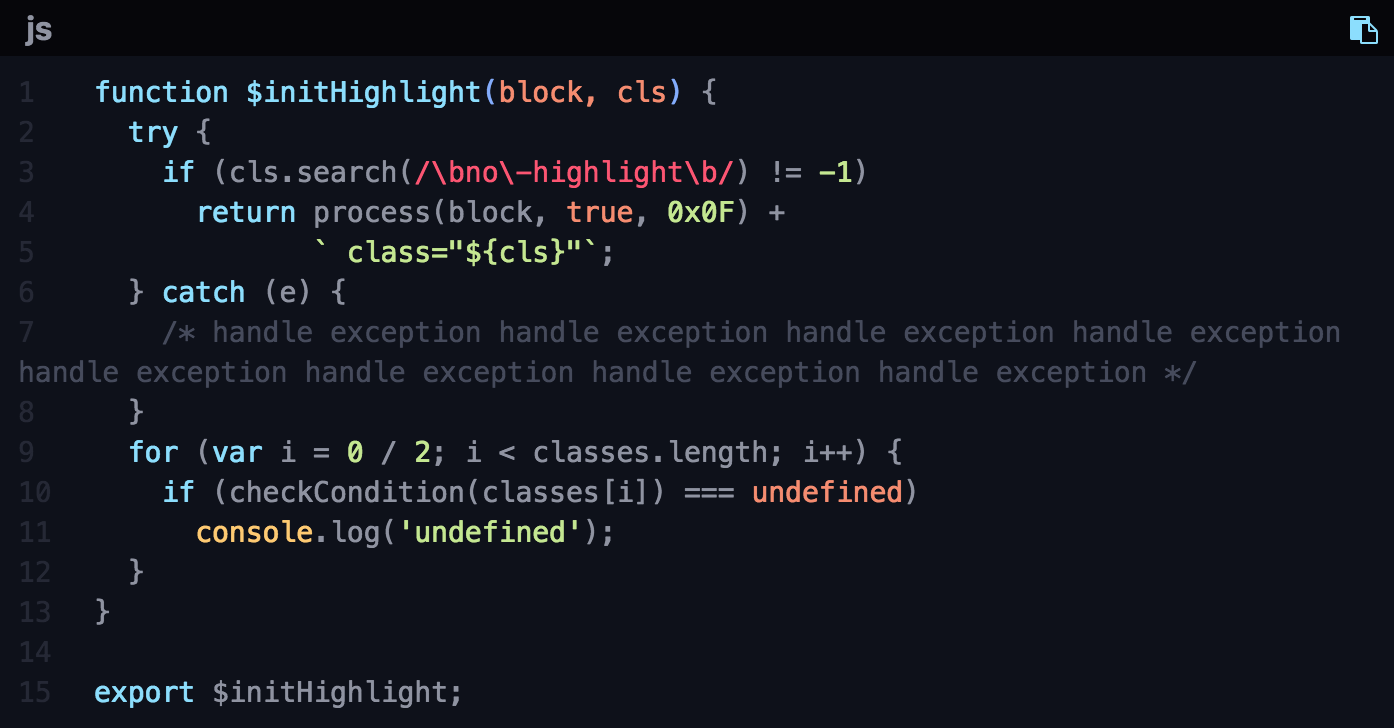 js
1 function $initHighlight(block, cls) {
2 try {
3 if (cls.search(/\bno\-highlight\b/) != -1)
4 return process(block, true, 0x0F) +
5 ` class="${cls}"`;
6 } catch (e) {
7 /* handle exception handle exception handle exception handle exception
handle exception handle exception handle exception handle exception */
8 }
9 for (var i = 0 / 2; i < classes.length; i++) {
10 if (checkCondition(classes[i]) === undefined)
11 console.log('undefined');
12 }
13 }
14
15 export $initHighlight;